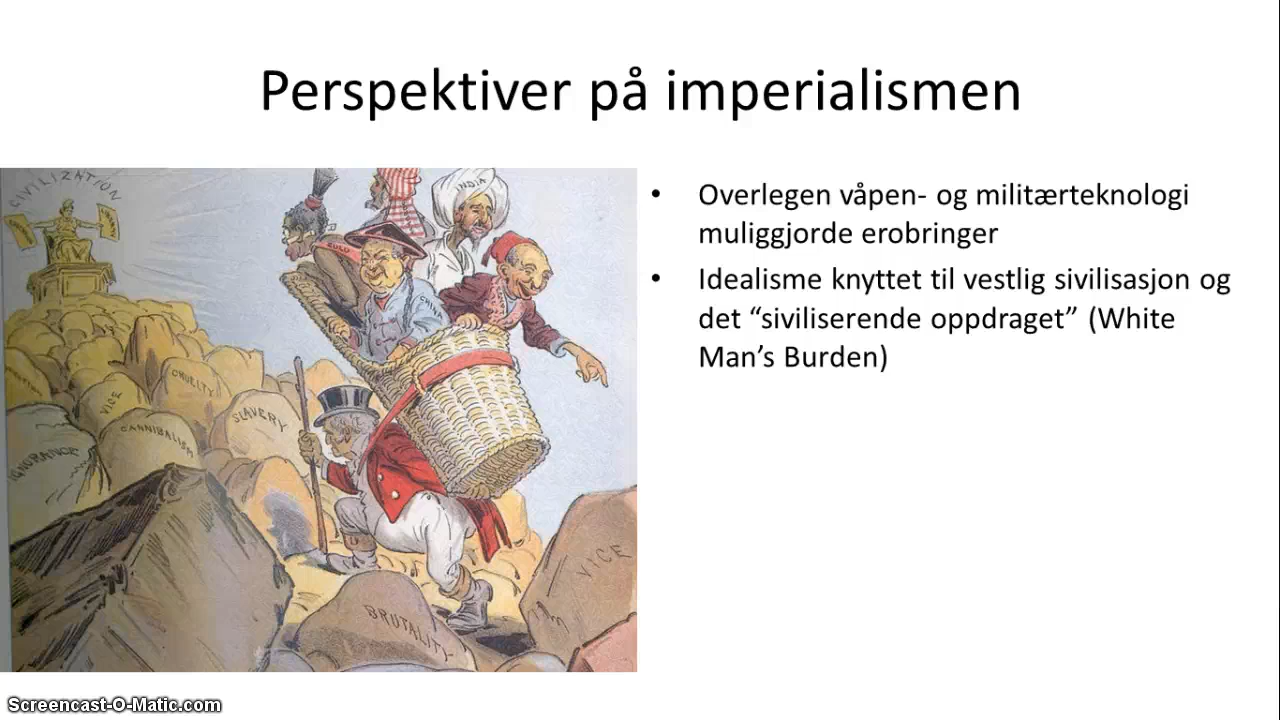 Perspektiver på imperialismen
CIVILIZATION
INDIA
ZULU
CRUELTY
VICE
SLAVERY
CANNIBALISM
IGNORANCE
VICE
BRUTALITY
• Overlegen våpen- og militærteknologi
muliggjorde erobringer
• Idealisme knyttet til vestlig sivilisasjon og
det “siviliserende oppdraget” (White
Man’s Burden)
Screencast-O-Matic.com